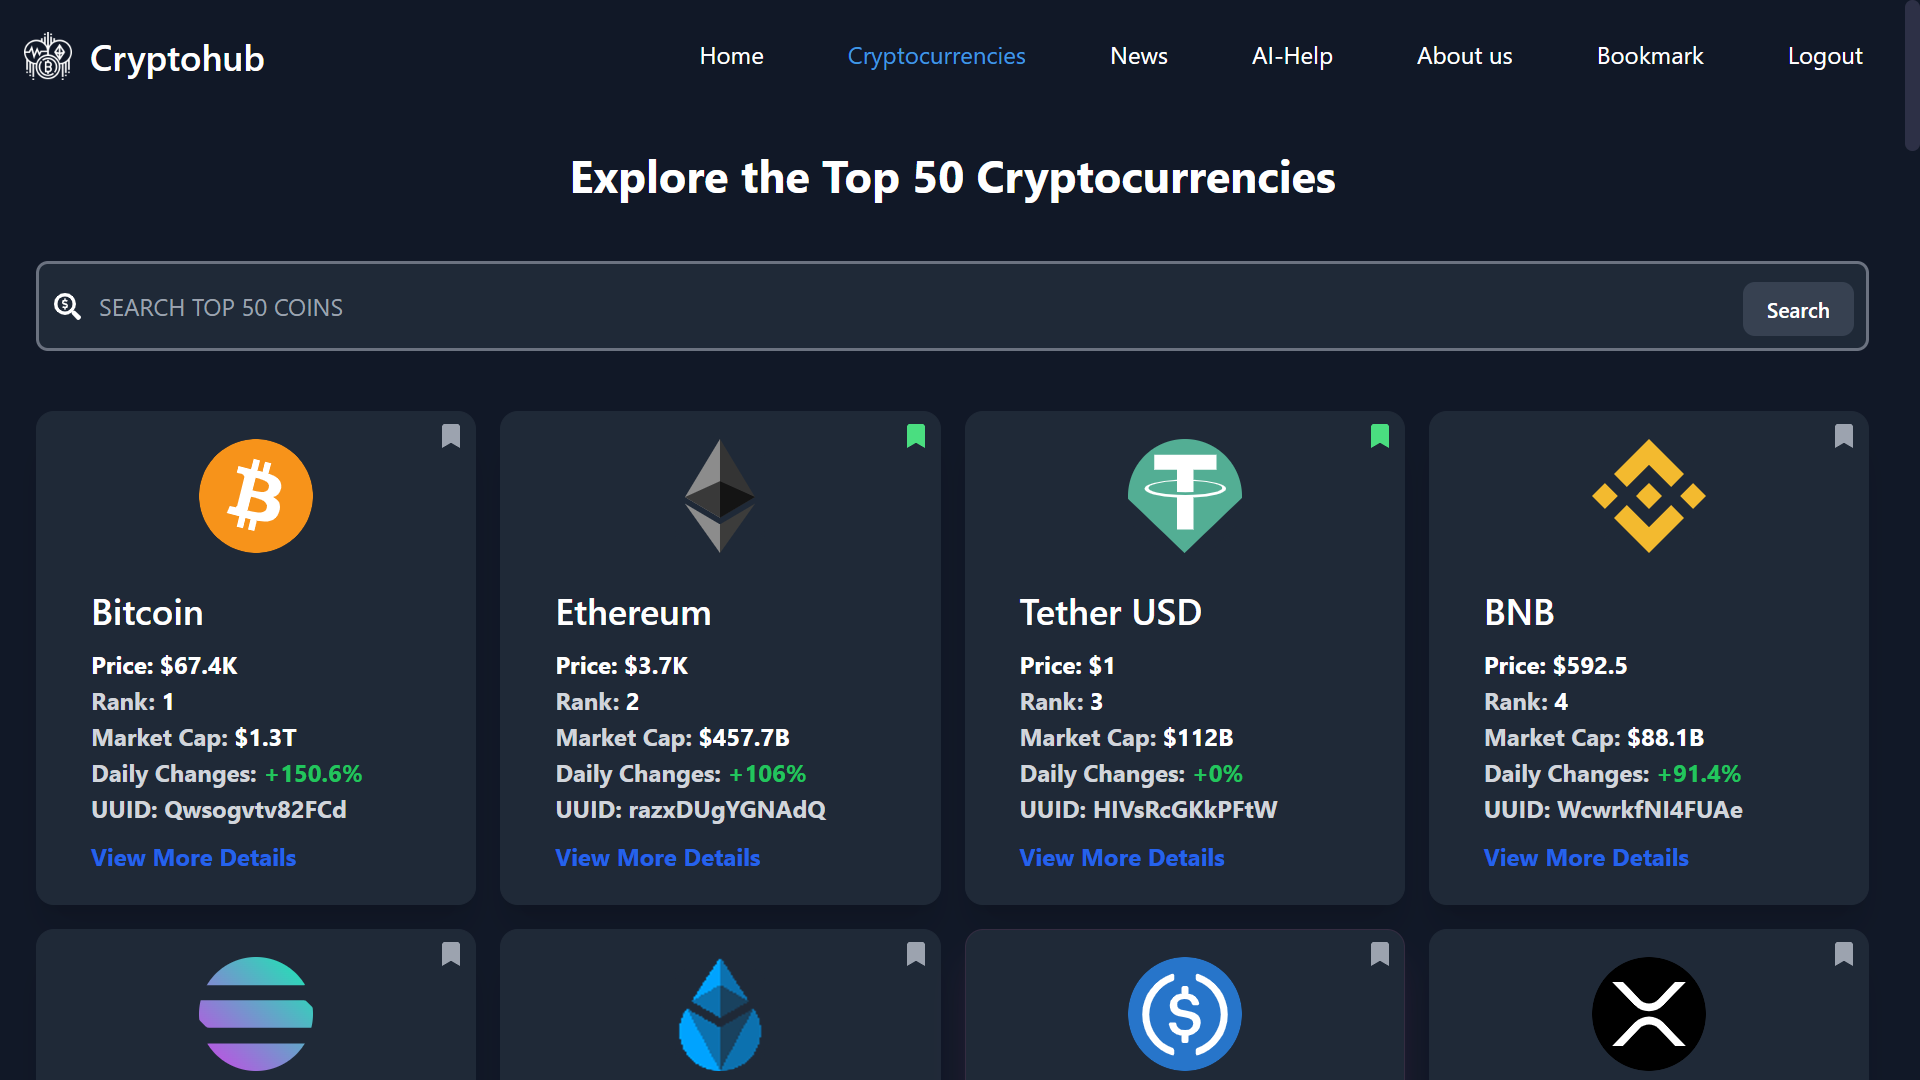 Cryptohub
Home Cryptocurrencies News AI-Help About us Bookmark Logout
Explore the Top 50 Cryptocurrencies
SEARCH TOP 50 COINS
Search
Bitcoin
Price: $67.4K
Rank: 1
Market Cap: $1.3T
Daily Changes: +150.6%
UUID: Qwsogvtv82FCd
View More Details
Ethereum
Price: $3.7K
Rank: 2
Market Cap: $457.7B
Daily Changes: +106%
UUID: razxDUgYGNAdQ
View More Details
Tether USD
Price: $1
Rank: 3
Market Cap: $112B
Daily Changes: +0%
UUID: HIVsRcGKkPFtW
View More Details
BNB
Price: $592.5
Rank: 4
Market Cap: $88.1B
Daily Changes: +91.4%
UUID: WcwrkfNI4FUAe
View More Details